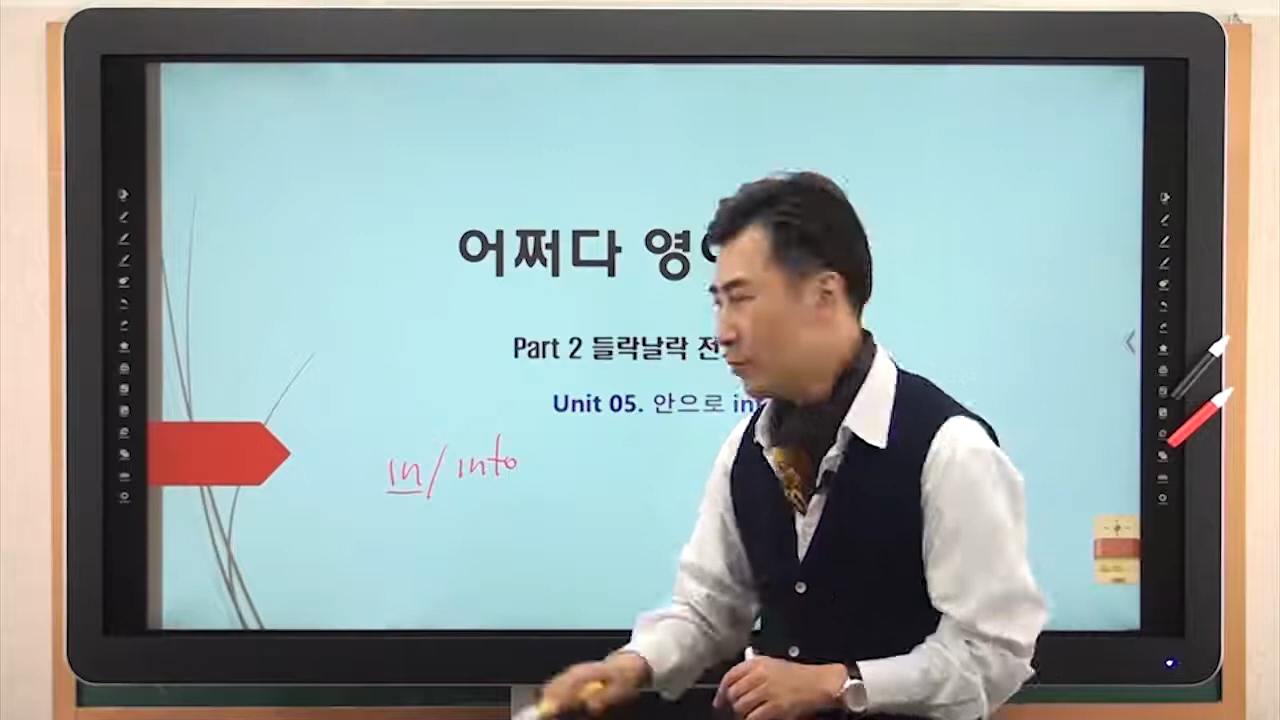 어쩌다 영
Part 2 들락날락 전
Unit 05. 안으로 in
in/into